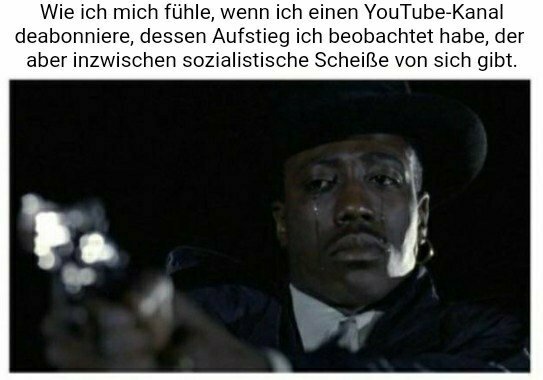 Wie ich mich fühle, wenn ich einen YouTube-Kanal
deabonniere, dessen Aufstieg ich beobachtet habe, der
aber inzwischen sozialistische Scheiße von sich gibt.